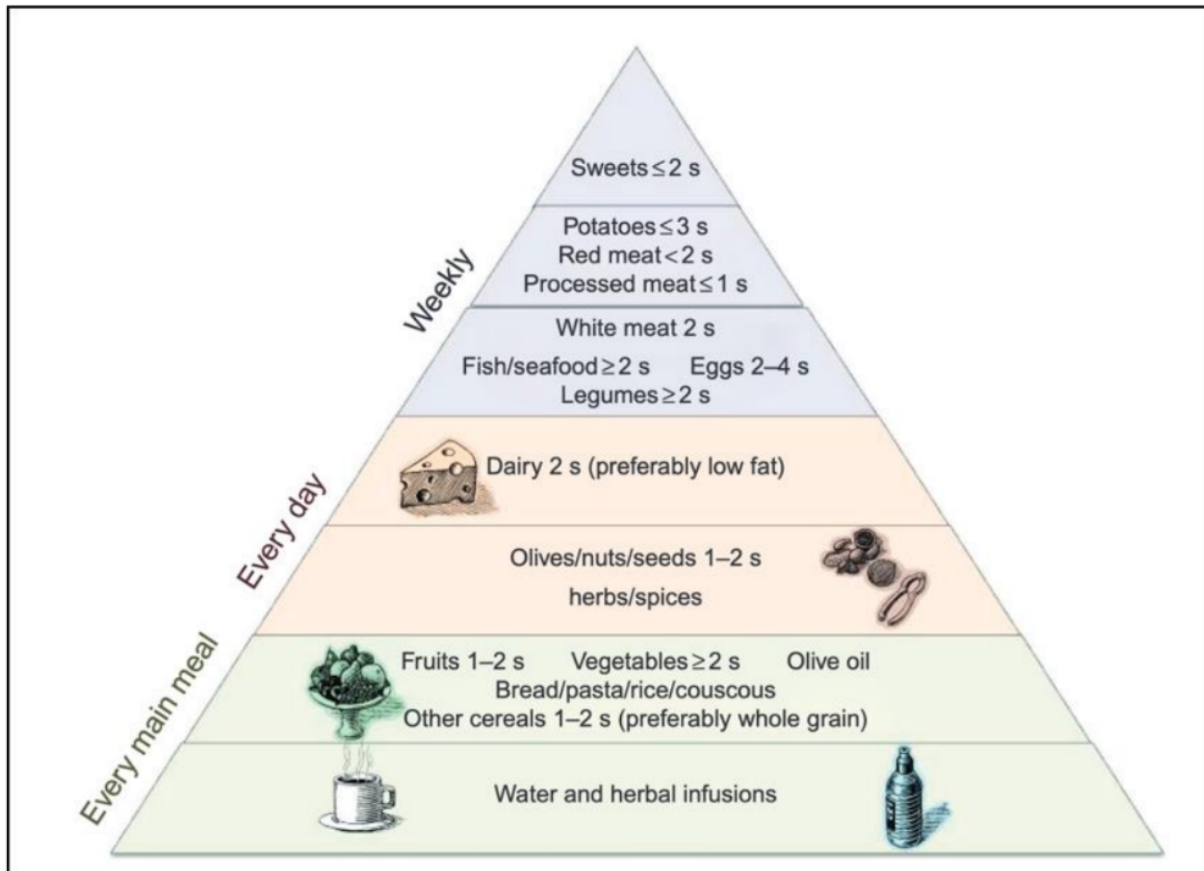 Sweets ≤ 2 s
Potatoes ≤ 3 s
Red meat < 2 s
Processed meat ≤ 1 s
White meat 2 s
Fish/seafood ≥ 2 s Eggs 2–4 s
Legumes ≥ 2 s
Weekly
Dairy 2 s (preferably low fat)
Olives/nuts/seeds 1–2 s
herbs/spices
Every day
Fruits 1–2 s Vegetables ≥ 2 s Olive oil
Bread/pasta/rice/couscous
Other cereals 1–2 s (preferably whole grain)
Water and herbal infusions
Every main meal